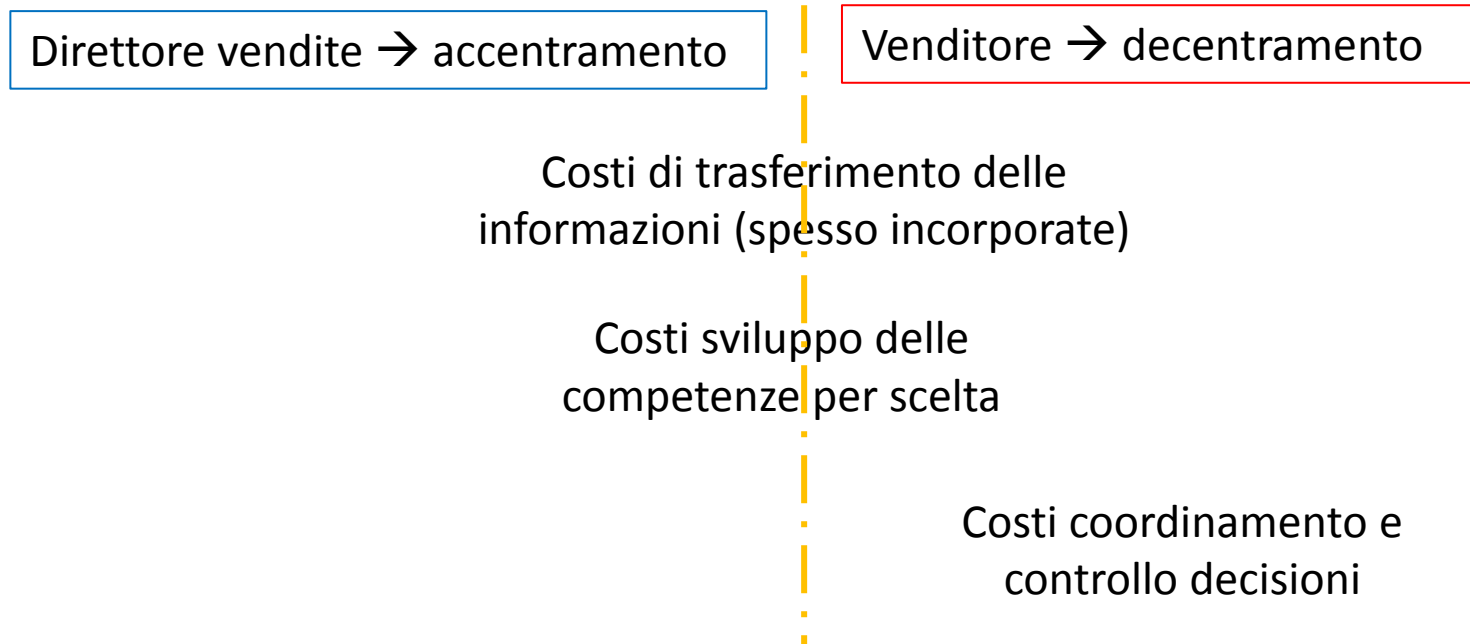 Direttore vendite → accentramento
Venditore → decentramento
Costi di trasferimento delle
informazioni (spesso incorporate)
Costi sviluppo delle
competenze per scelta
Costi coordinamento e
controllo decisioni